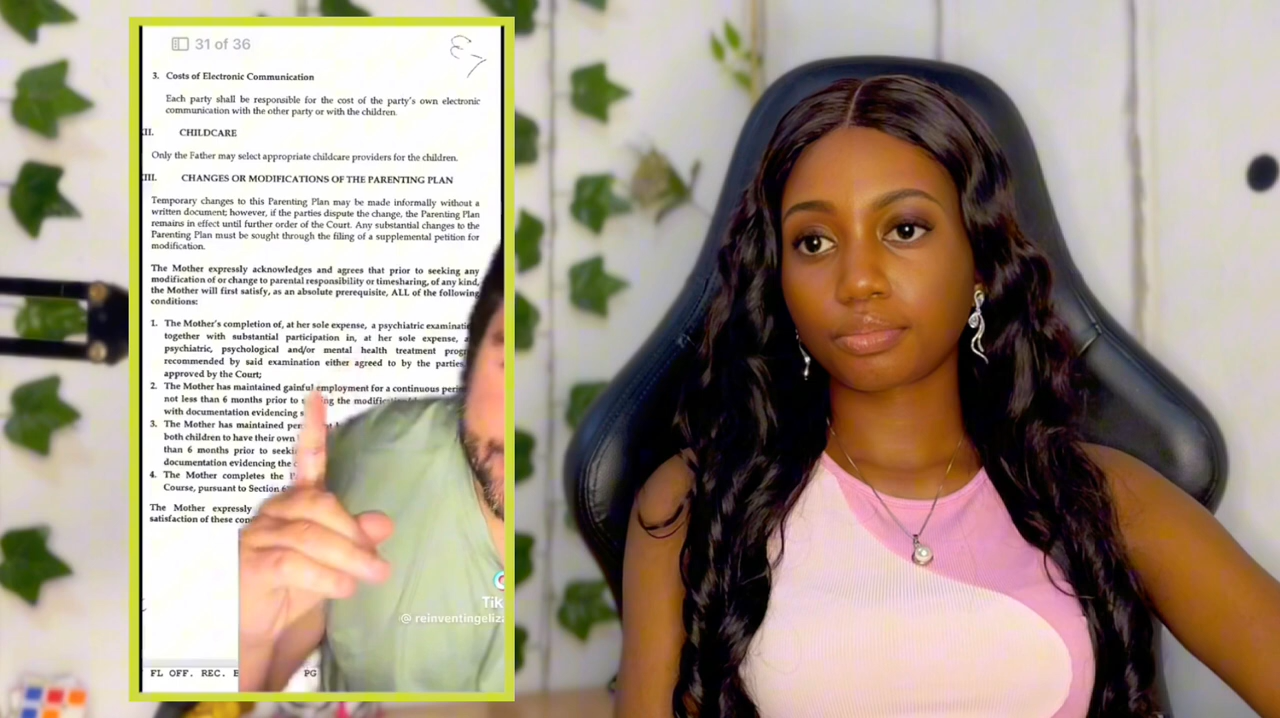 31 of 36
E7
3. Costs of Electronic Communication
Each party shall be responsible for the cost of the party's own electronic
communication with the other party or with the children.
II. CHILDCARE
Only the Father may select appropriate childcare providers for the children.
III. CHANGES OR MODIFICATIONS OF THE PARENTING PLAN
Temporary changes to this Parenting Plan may be made informally without a
written document; however, if the parties dispute the change, the Parenting Plan
remains in effect until further order of the Court. Any substantial changes to the
Parenting Plan must be sought through the filing of a supplemental petition for
modification.
The Mother expressly acknowledges and agrees that prior to seeking any
modification of or change to parental responsibility or timesharing, of any kind,
the Mother will first satisfy, as an absolute prerequisite, ALL of the following
conditions:
1. The Mother's completion of, at her sole expense, a psychiatric examinatio
together with substantial participation in, at her sole expense, a
psychiatric, psychological and/or mental health treatment progr
recommended by said examination either agreed to by the parties
approved by the Court;
2. The Mother has maintained gainful employment for a continuous perio
not less than 6 months prior to the modific
with documentation evidencing s
3. The Mother has maintained per
both children to have their own
than 6 months prior to seeki
documentation evidencing the
4. The Mother completes the
Course, pursuant to Section 6
The Mother expressly
satisfaction of these con
Tik
@ reinventingeliz
FL OFF. REC. PG